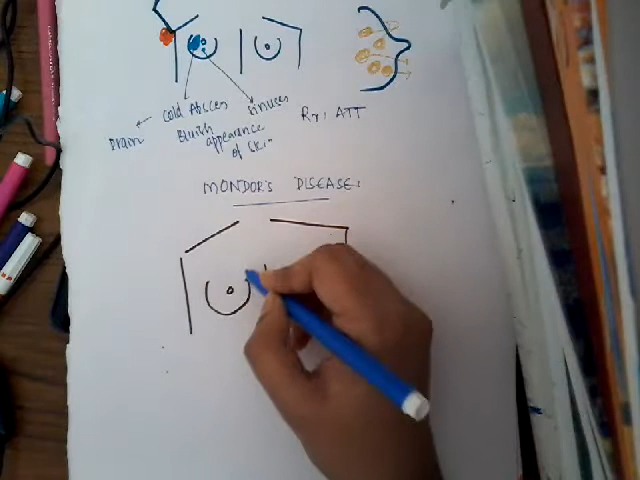 cold Abscess
sinuses
Drain
Bluish
appearance
of skin
Rx: ATT
MONDOR'S DISEASE: